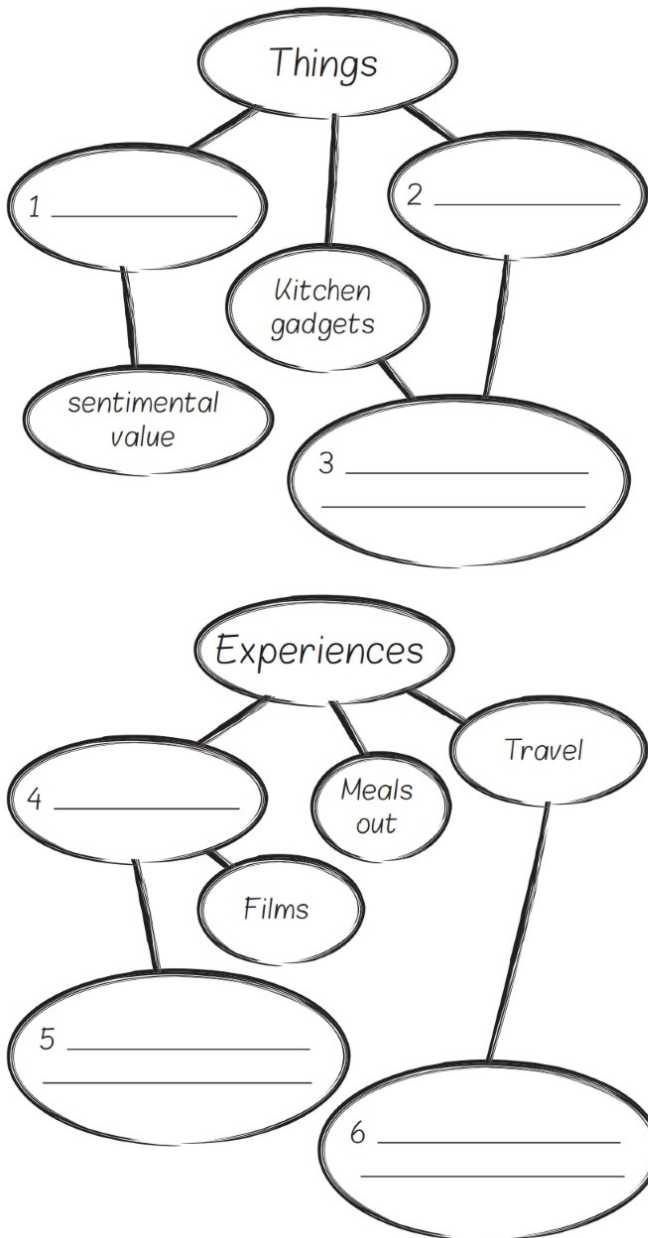 Things
1
2
Kitchen
gadgets
sentimental
value
3
Experiences
Travel
4
Meals
out
Films
5
6